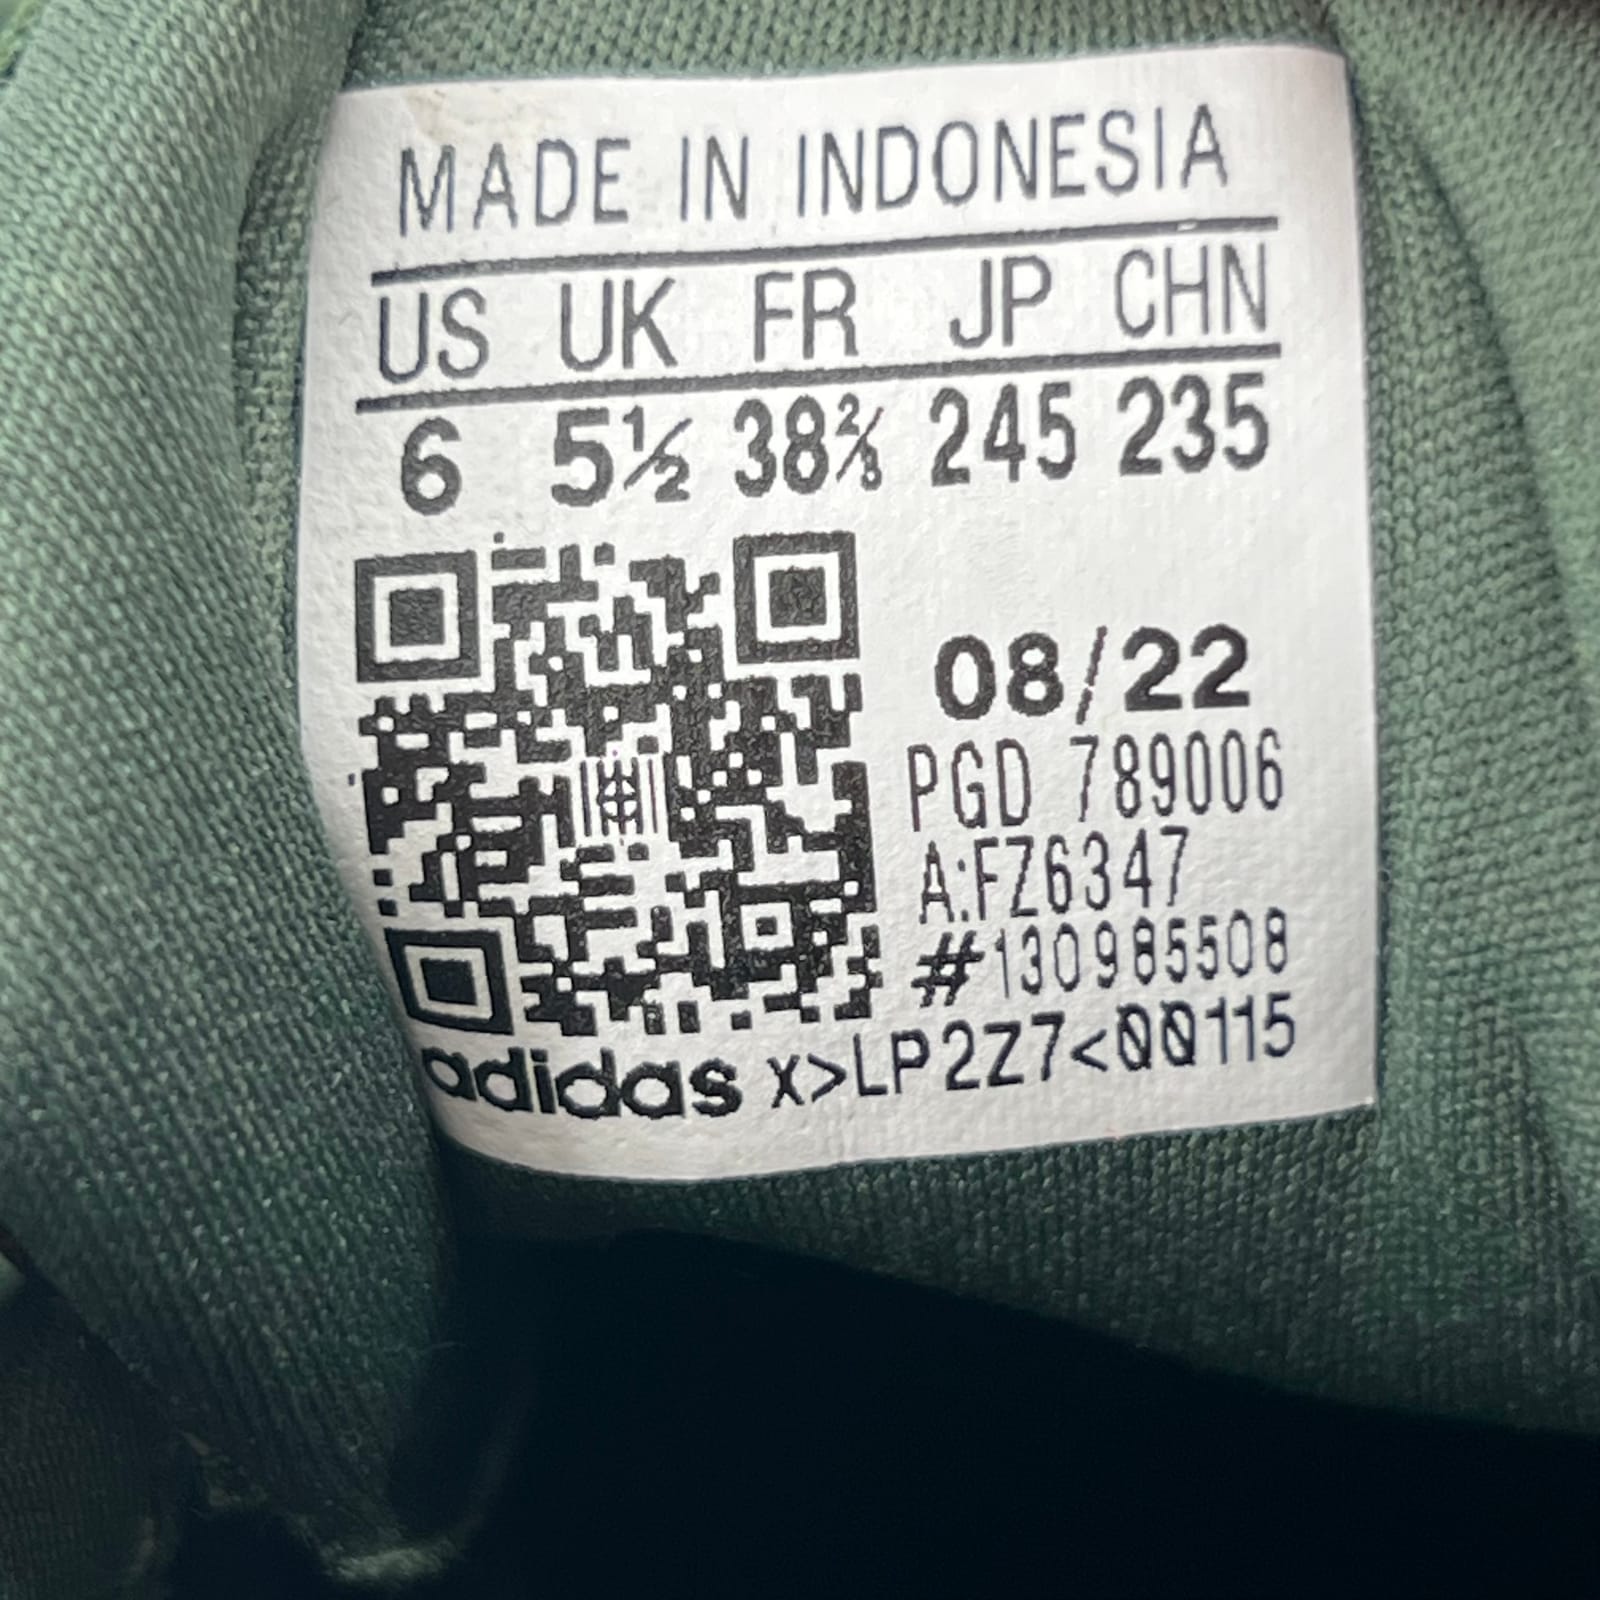 MADE IN INDONESIA
US UK FR JP CHN
6 5½ 38⅔ 245 235
08/22
PGD 789006
A:FZ6347
#130985508
adidas X>LP2Z7<00115